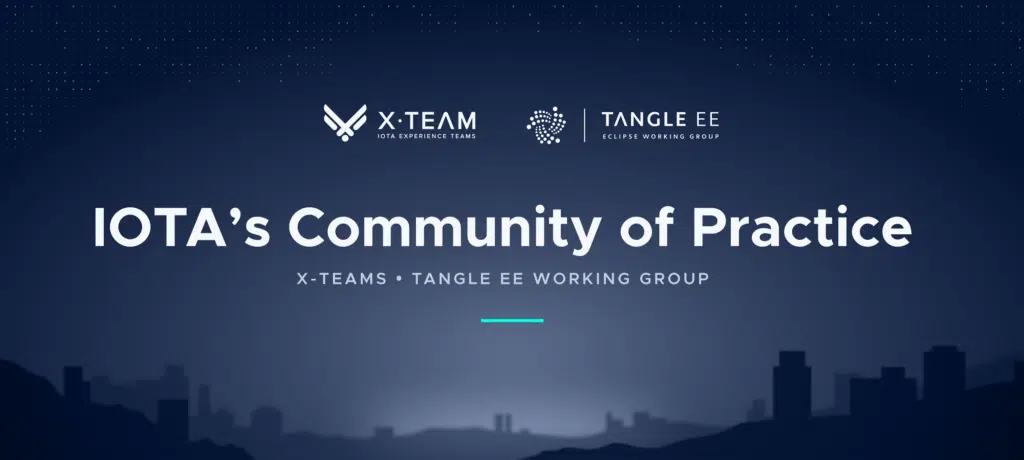 X·TEAM
IOTA EXPERIENCE TEAMS
TANGLE EE
ECLIPSE WORKING GROUP
IOTA’s Community of Practice
X-TEAMS • TANGLE EE WORKING GROUP